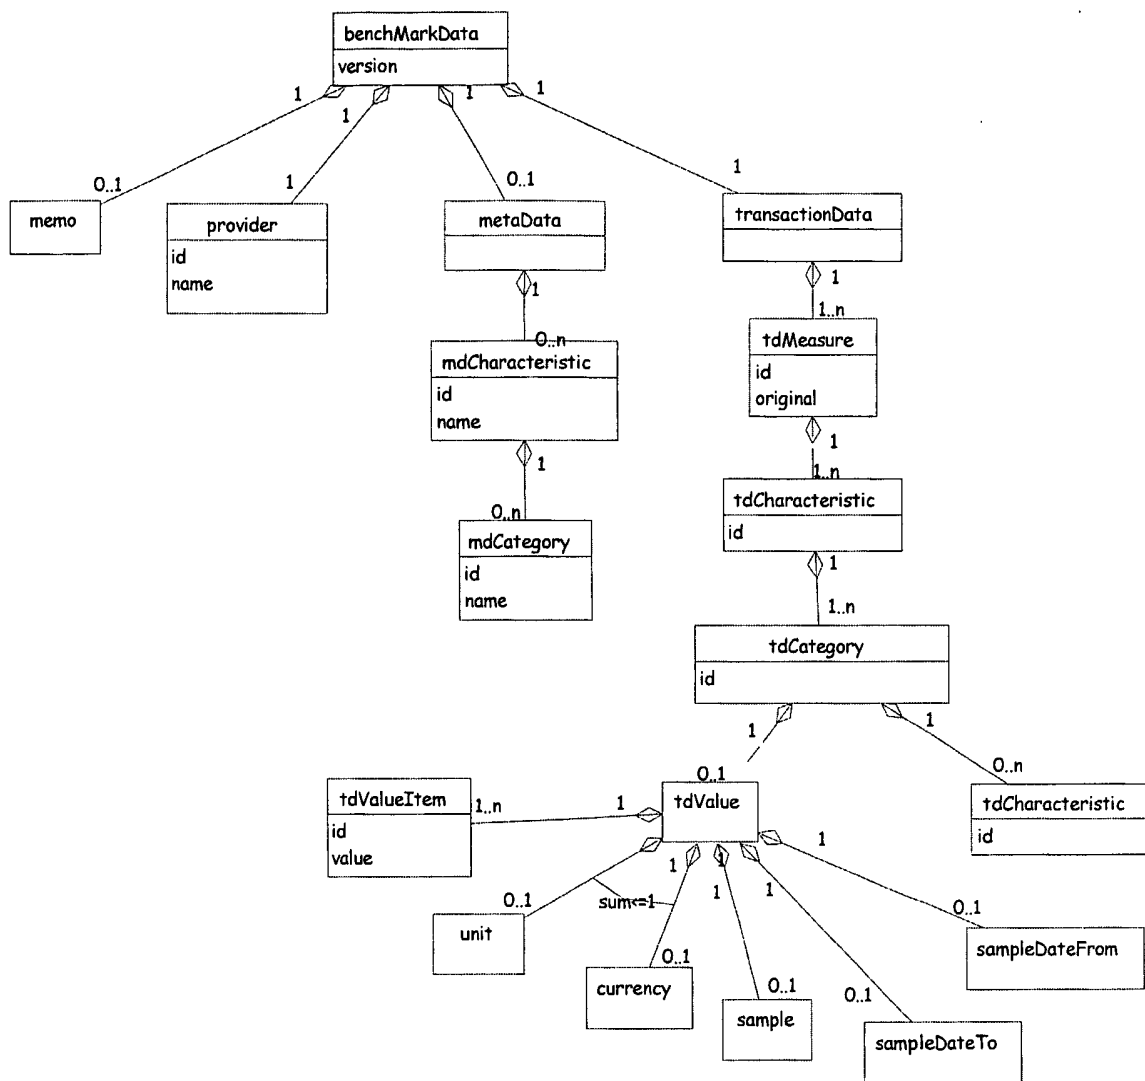 benchMarkData
version
1
1
1
1
0..1
1
0..1
1
memo
provider
id
name
metaData
transactionData
1
1
0..n
1..n
mdCharacteristic
id
name
tdMeasure
id
original
1
1
0..n
1..n
mdCategory
id
name
tdCharacteristic
id
1
1..n
tdCategory
id
1
1
0..1
0..n
tdValueItem
id
value
1..n
1
tdValue
tdCharacteristic
id
1
1
1
1
1
0..1
sum<=1
0..1
unit
0..1
0..1
0..1
sampleDateFrom
currency
sample
sampleDateTo